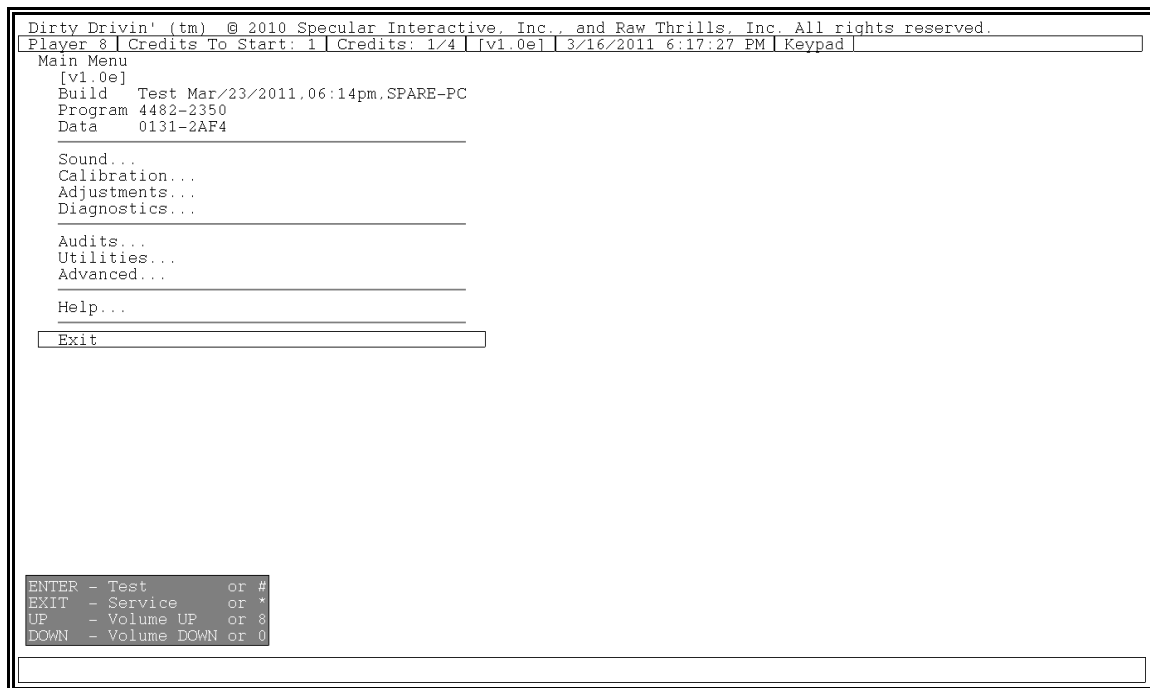 Dirty Drivin' (tm) © 2010 Specular Interactive, Inc., and Raw Thrills, Inc. All rights reserved.
Player 8 Credits To Start: 1 Credits: 1/4 [v1.0e] 3/16/2011 6:17:27 PM Keypad
Main Menu
[v1.0e]
Build Test Mar/23/2011,06:14pm,SPARE-PC
Program 4482-2350
Data 0131-2AF4
Sound...
Calibration...
Adjustments...
Diagnostics...
Audits...
Utilities...
Advanced...
Help...
Exit
ENTER - Test or #
EXIT - Service or *
UP - Volume UP or 8
DOWN - Volume DOWN or 0